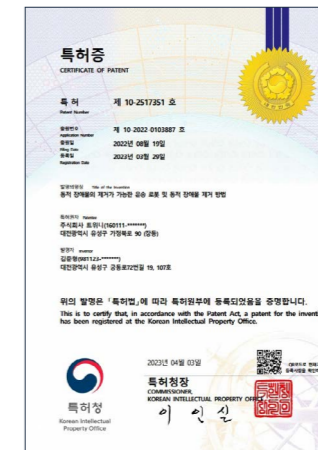 특허증
CERTIFICATE OF PATENT
특 허 제 10-2517351 호
Patent Number
출원번호 제 10-2022-0103887 호
Application Number
출원일 2022년 08월 19일
Filing Date
등록일 2023년 03월 29일
Registration Date
발명의명칭 Title of the Invention
동적 장애물의 제거가 가능한 운송 로봇 및 동적 장애물 제거 방법
특허권자 Patentee
주식회사 트위니(160111-*******)
대전광역시 유성구 가정북로 90 (장동)
발명자 Inventor
대전광역시 유성구 궁동로72번길 19, 107호
위의 발명은 「특허법」에 따라 특허원부에 등록되었음을 증명합니다.
This is to certify that, in accordance with the Patent Act, a patent for the invent
has been registered at the Korean Intellectual Property Office.
2023년 04월 03일
특허청장
COMMISSIONER,
KOREAN INTELLECTUAL PROPERTY OFFICE
이 인 실
특허청
Korean Intellectual
Property Office